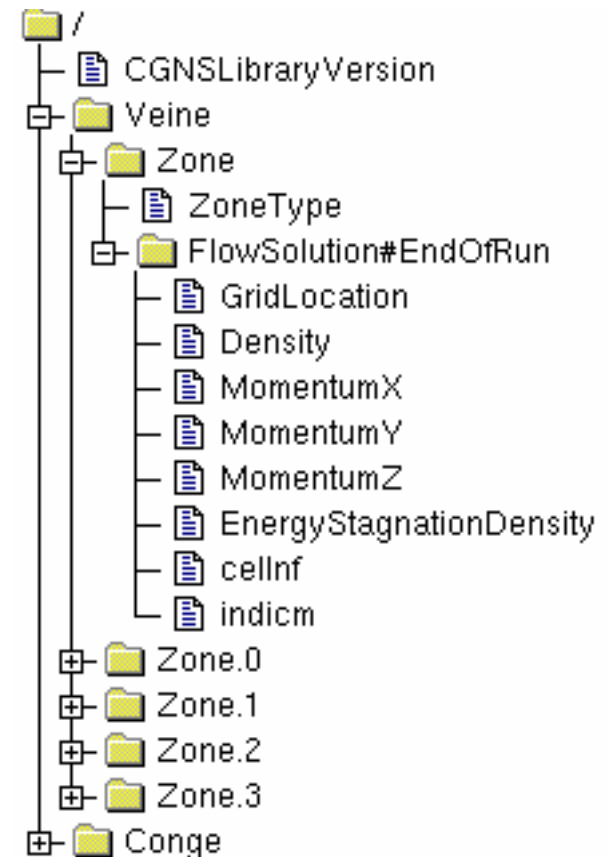 /
CGNSLibraryVersion
Veine
Zone
ZoneType
FlowSolution#EndOfRun
GridLocation
Density
MomentumX
MomentumY
MomentumZ
EnergyStagnationDensity
cellnf
indicm
Zone.0
Zone.1
Zone.2
Zone.3
Conge